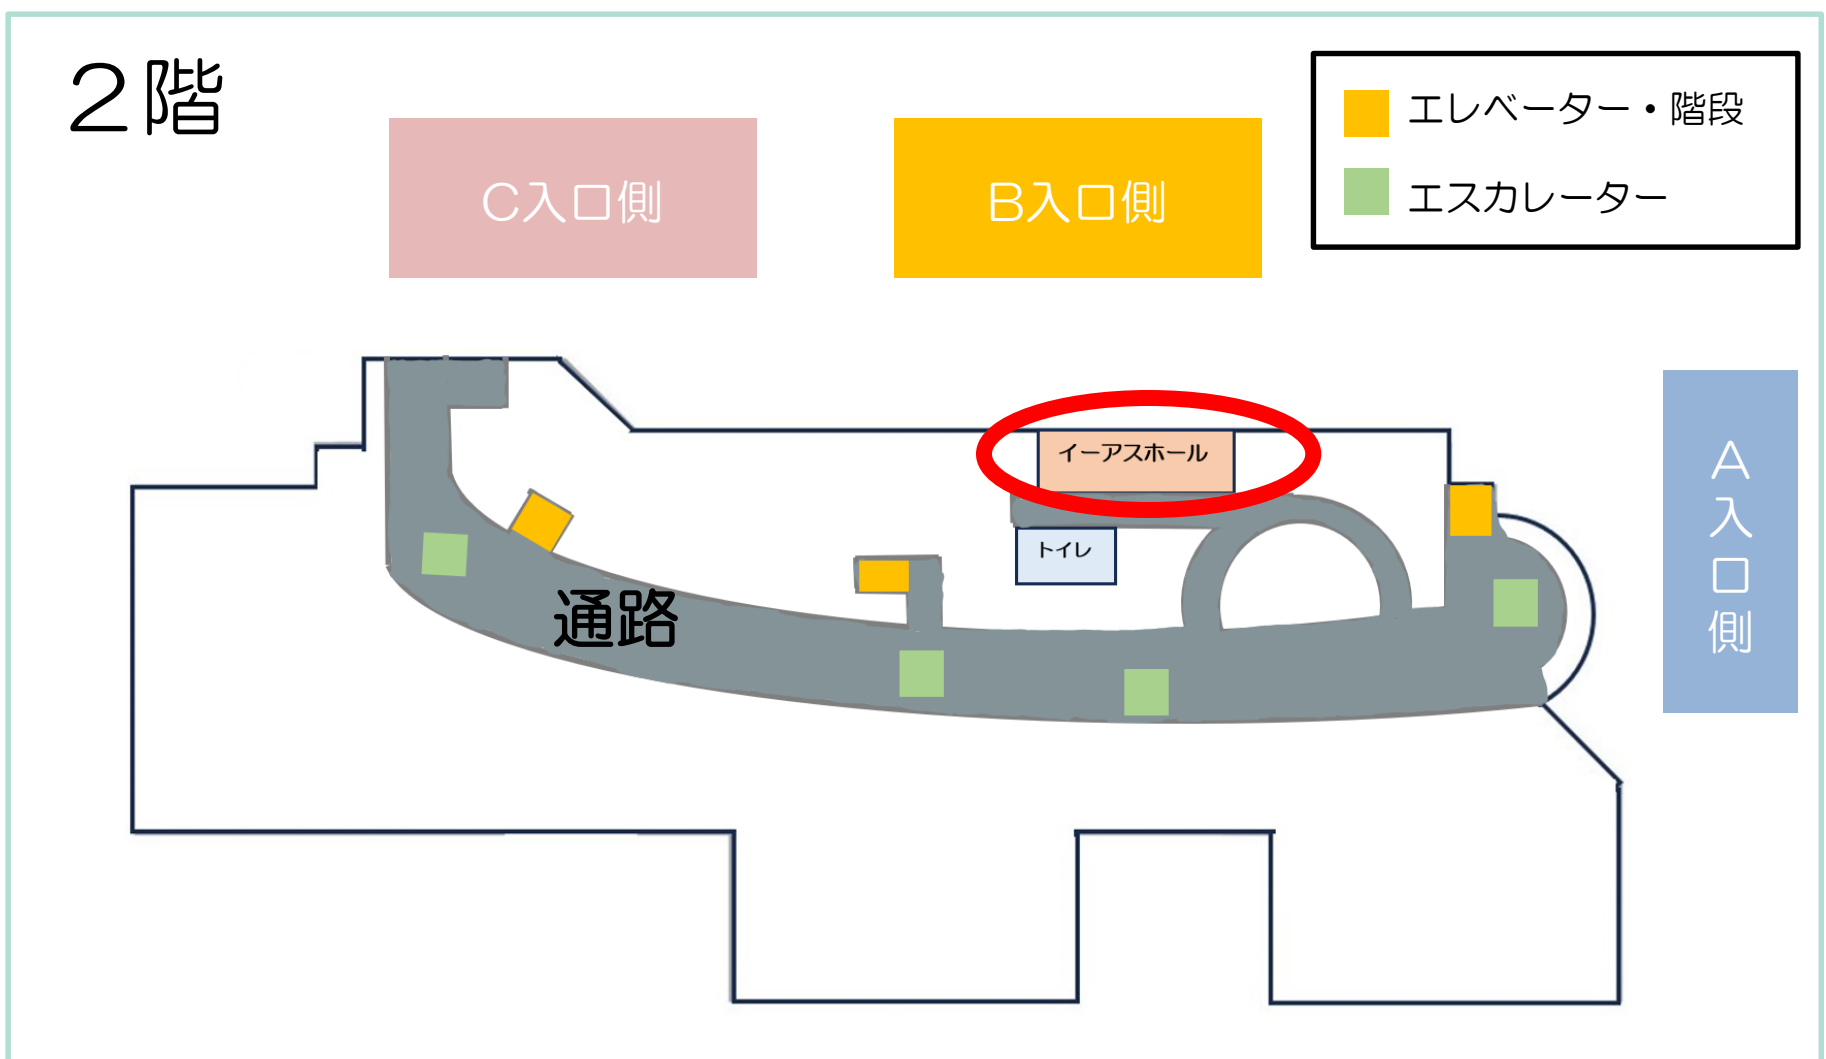 ２階
エレベーター・階段
エスカレーター
C入口側
B入口側
A入口側
イーアスホール
トイレ
通路